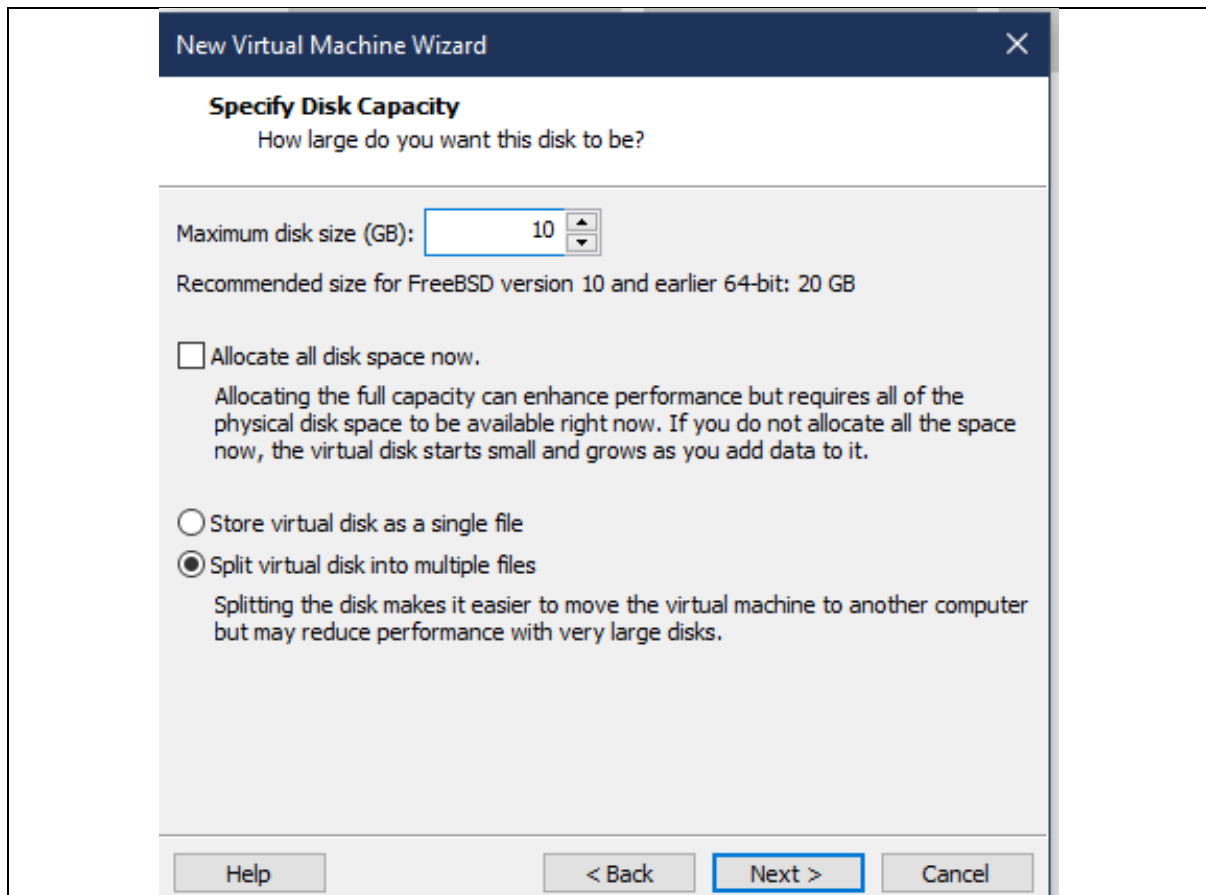 New Virtual Machine Wizard
Specify Disk Capacity
How large do you want this disk to be?
Maximum disk size (GB): 10
Recommended size for FreeBSD version 10 and earlier 64-bit: 20 GB
Allocate all disk space now.
Allocating the full capacity can enhance performance but requires all of the
physical disk space to be available right now. If you do not allocate all the space
now, the virtual disk starts small and grows as you add data to it.
Store virtual disk as a single file
Split virtual disk into multiple files
Splitting the disk makes it easier to move the virtual machine to another computer
but may reduce performance with very large disks.
Help < Back Next > Cancel